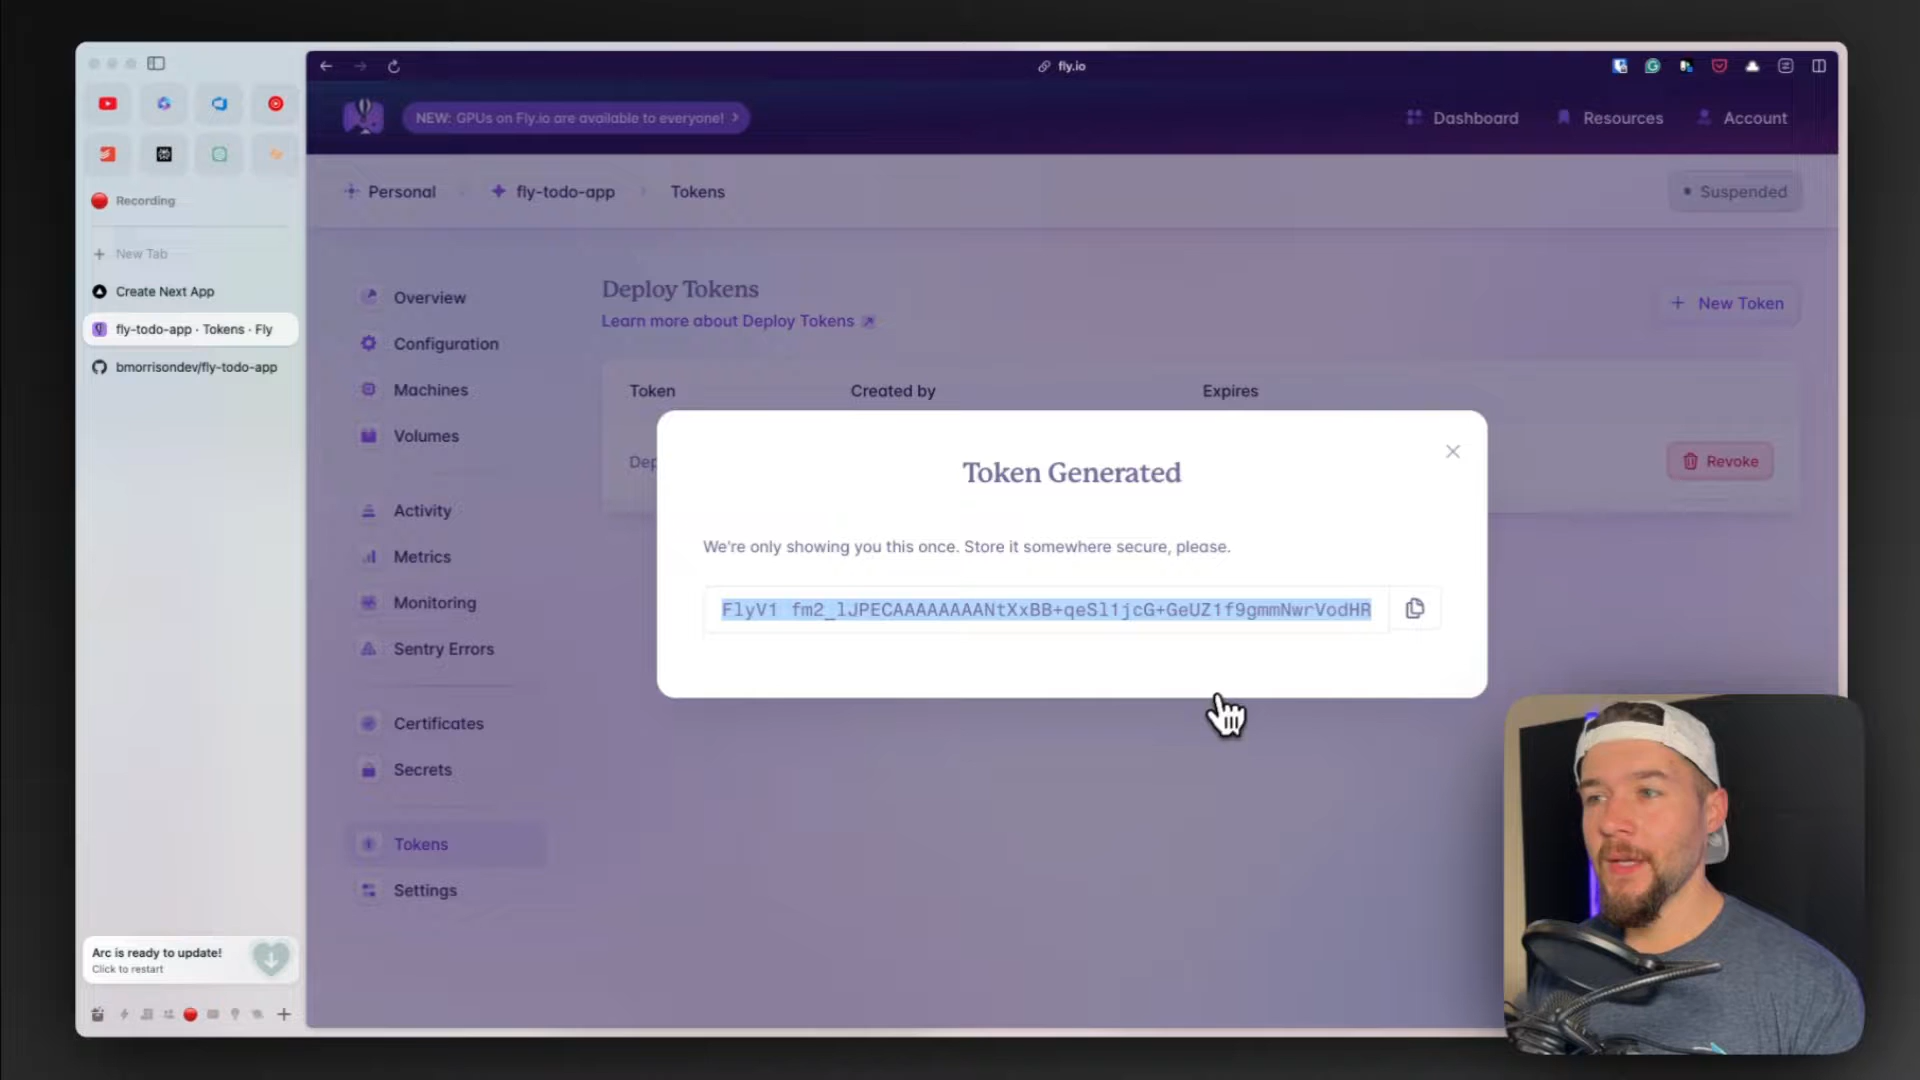 fly.io
NEW: GPUs on Fly.io are available to everyone!
Dashboard
Resources
Account
Recording
New Tab
Create Next App
fly-todo-app · Tokens · Fly
bmorrisondev/fly-todo-app
Arc is ready to update!
Click to restart
Personal
fly-todo-app
Tokens
Suspended
Overview
Configuration
Machines
Volumes
Activity
Metrics
Monitoring
Sentry Errors
Certificates
Secrets
Tokens
Settings
Deploy Tokens
Learn more about Deploy Tokens
New Token
Token Created by Expires
Dep
Revoke
Token Generated
We're only showing you this once. Store it somewhere secure, please.
FlyV1 fm2_lJPECAAAAAAAANtXxBB+qeSl1jcG+GeUZ1f9gmmNwrVodHR